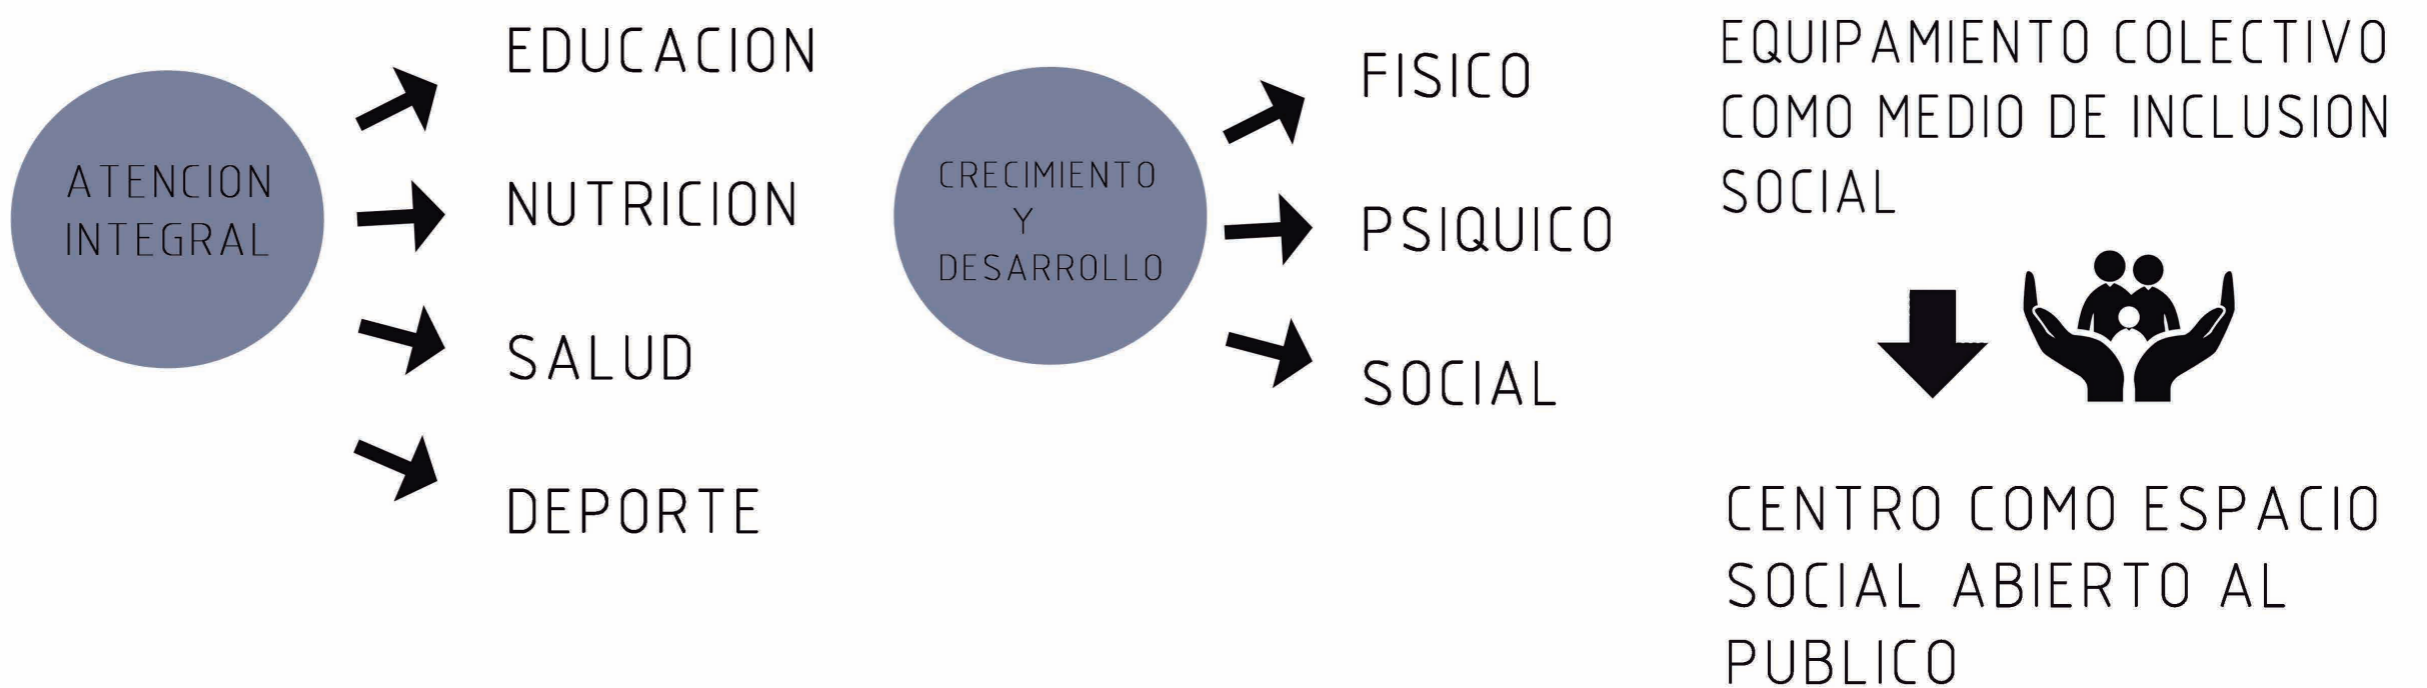 ATENCION
INTEGRAL
EDUCACION
NUTRICION
SALUD
DEPORTE
CRECIMIENTO
Y
DESARROLLO
FISICO
PSIQUICO
SOCIAL
EQUIPAMIENTO COLECTIVO
COMO MEDIO DE INCLUSION
SOCIAL
CENTRO COMO ESPACIO
SOCIAL ABIERTO AL
PUBLICO